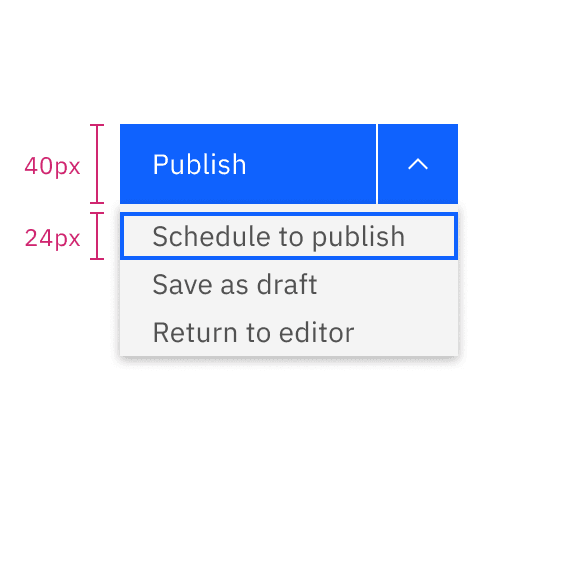 40px
Publish
24px
Schedule to publish
Save as draft
Return to editor